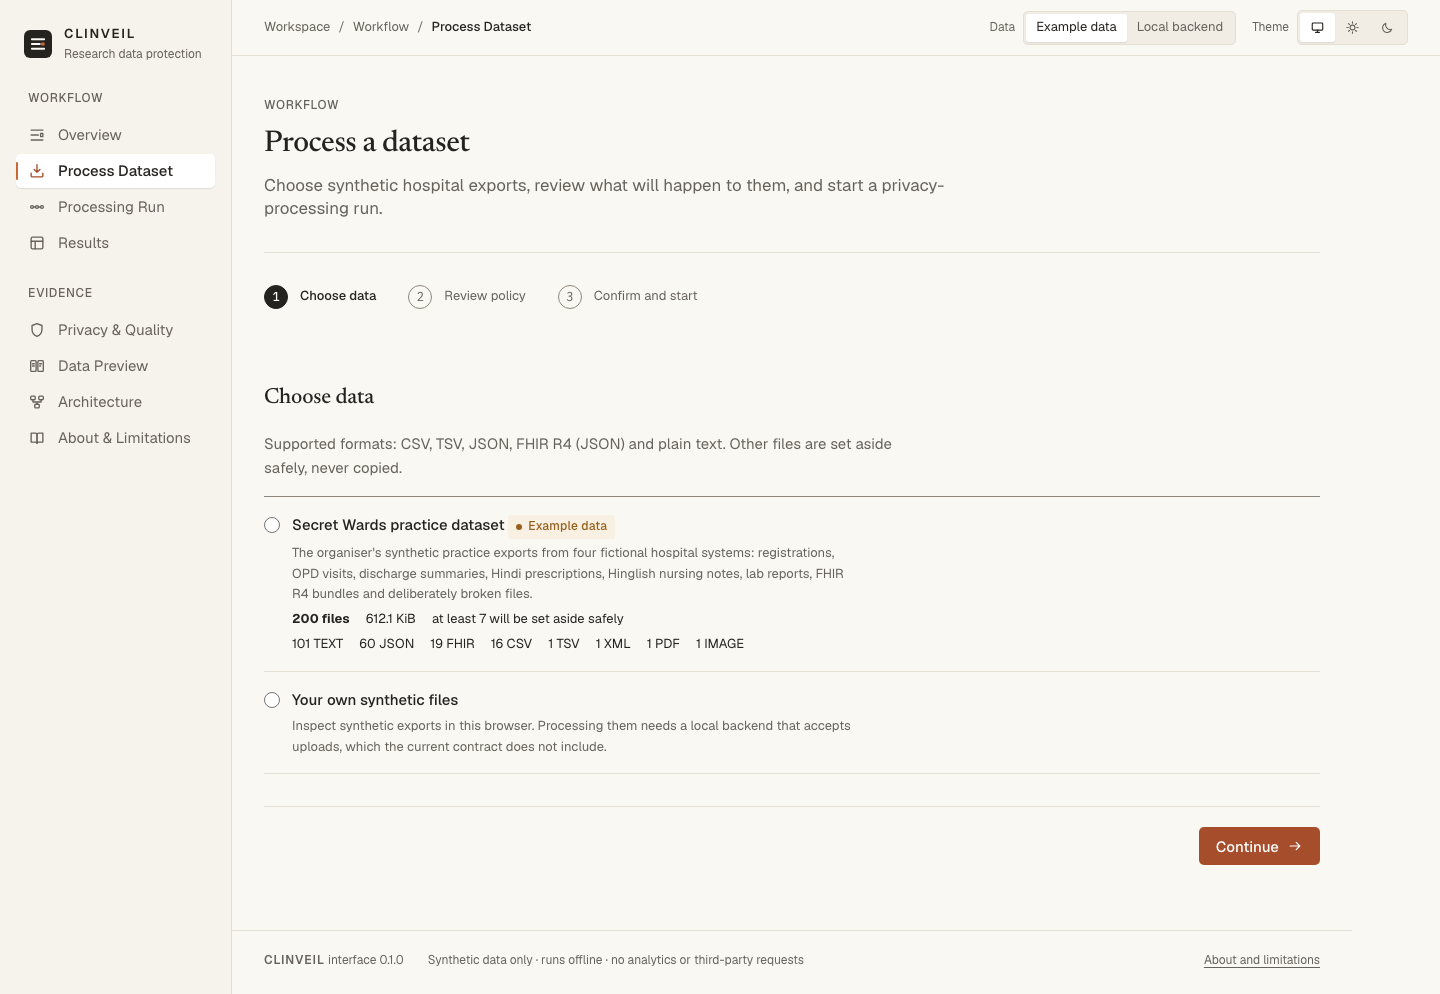 CLINVEIL
Research data protection
WORKFLOW
Overview
Process Dataset
Processing Run
Results
EVIDENCE
Privacy & Quality
Data Preview
Architecture
About & Limitations
Workspace / Workflow / Process Dataset
Data Example data Local backend Theme
WORKFLOW
Process a dataset
Choose synthetic hospital exports, review what will happen to them, and start a privacy-
processing run.
1 Choose data 2 Review policy 3 Confirm and start
Choose data
Supported formats: CSV, TSV, JSON, FHIR R4 (JSON) and plain text. Other files are set aside
safely, never copied.
Secret Wards practice dataset Example data
The organiser's synthetic practice exports from four fictional hospital systems: registrations,
OPD visits, discharge summaries, Hindi prescriptions, Hinglish nursing notes, lab reports, FHIR
R4 bundles and deliberately broken files.
200 files 612.1 KiB at least 7 will be set aside safely
101 TEXT 60 JSON 19 FHIR 16 CSV 1 TSV 1 XML 1 PDF 1 IMAGE
Your own synthetic files
Inspect synthetic exports in this browser. Processing them needs a local backend that accepts
uploads, which the current contract does not include.
Continue →
CLINVEIL interface 0.1.0 Synthetic data only · runs offline · no analytics or third-party requests About and limitations